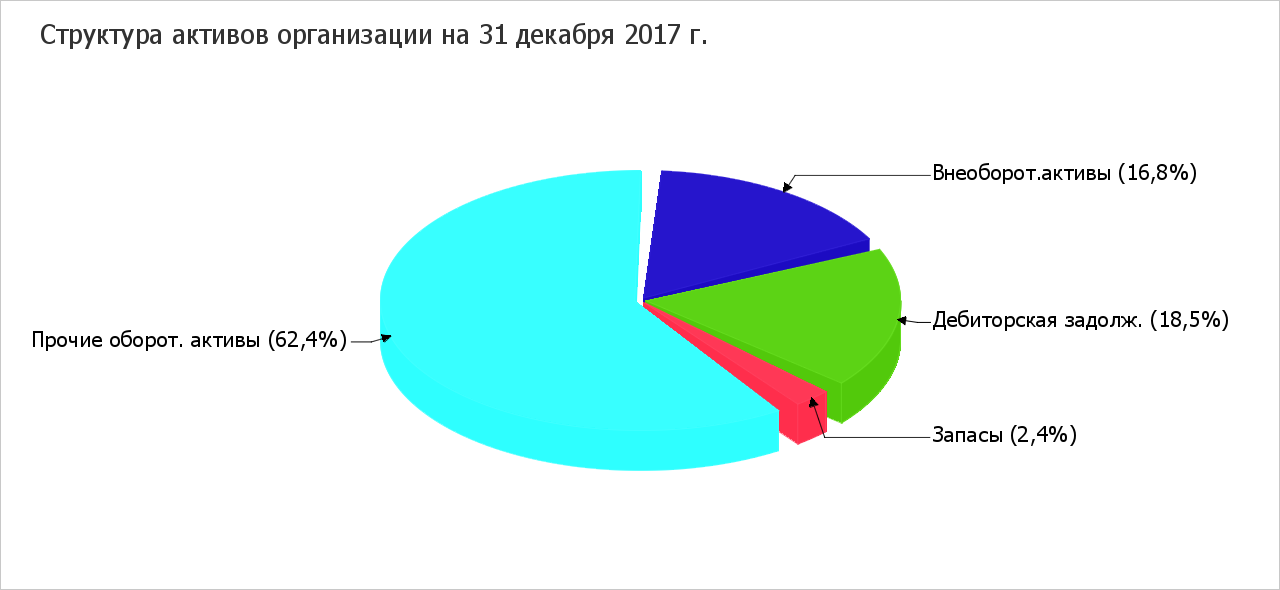 Структура активов организации на 31 декабря 2017 г.
Внеоборот.активы (16,8%)
Дебиторская задолж. (18,5%)
Прочие оборот. активы (62,4%)
Запасы (2,4%)